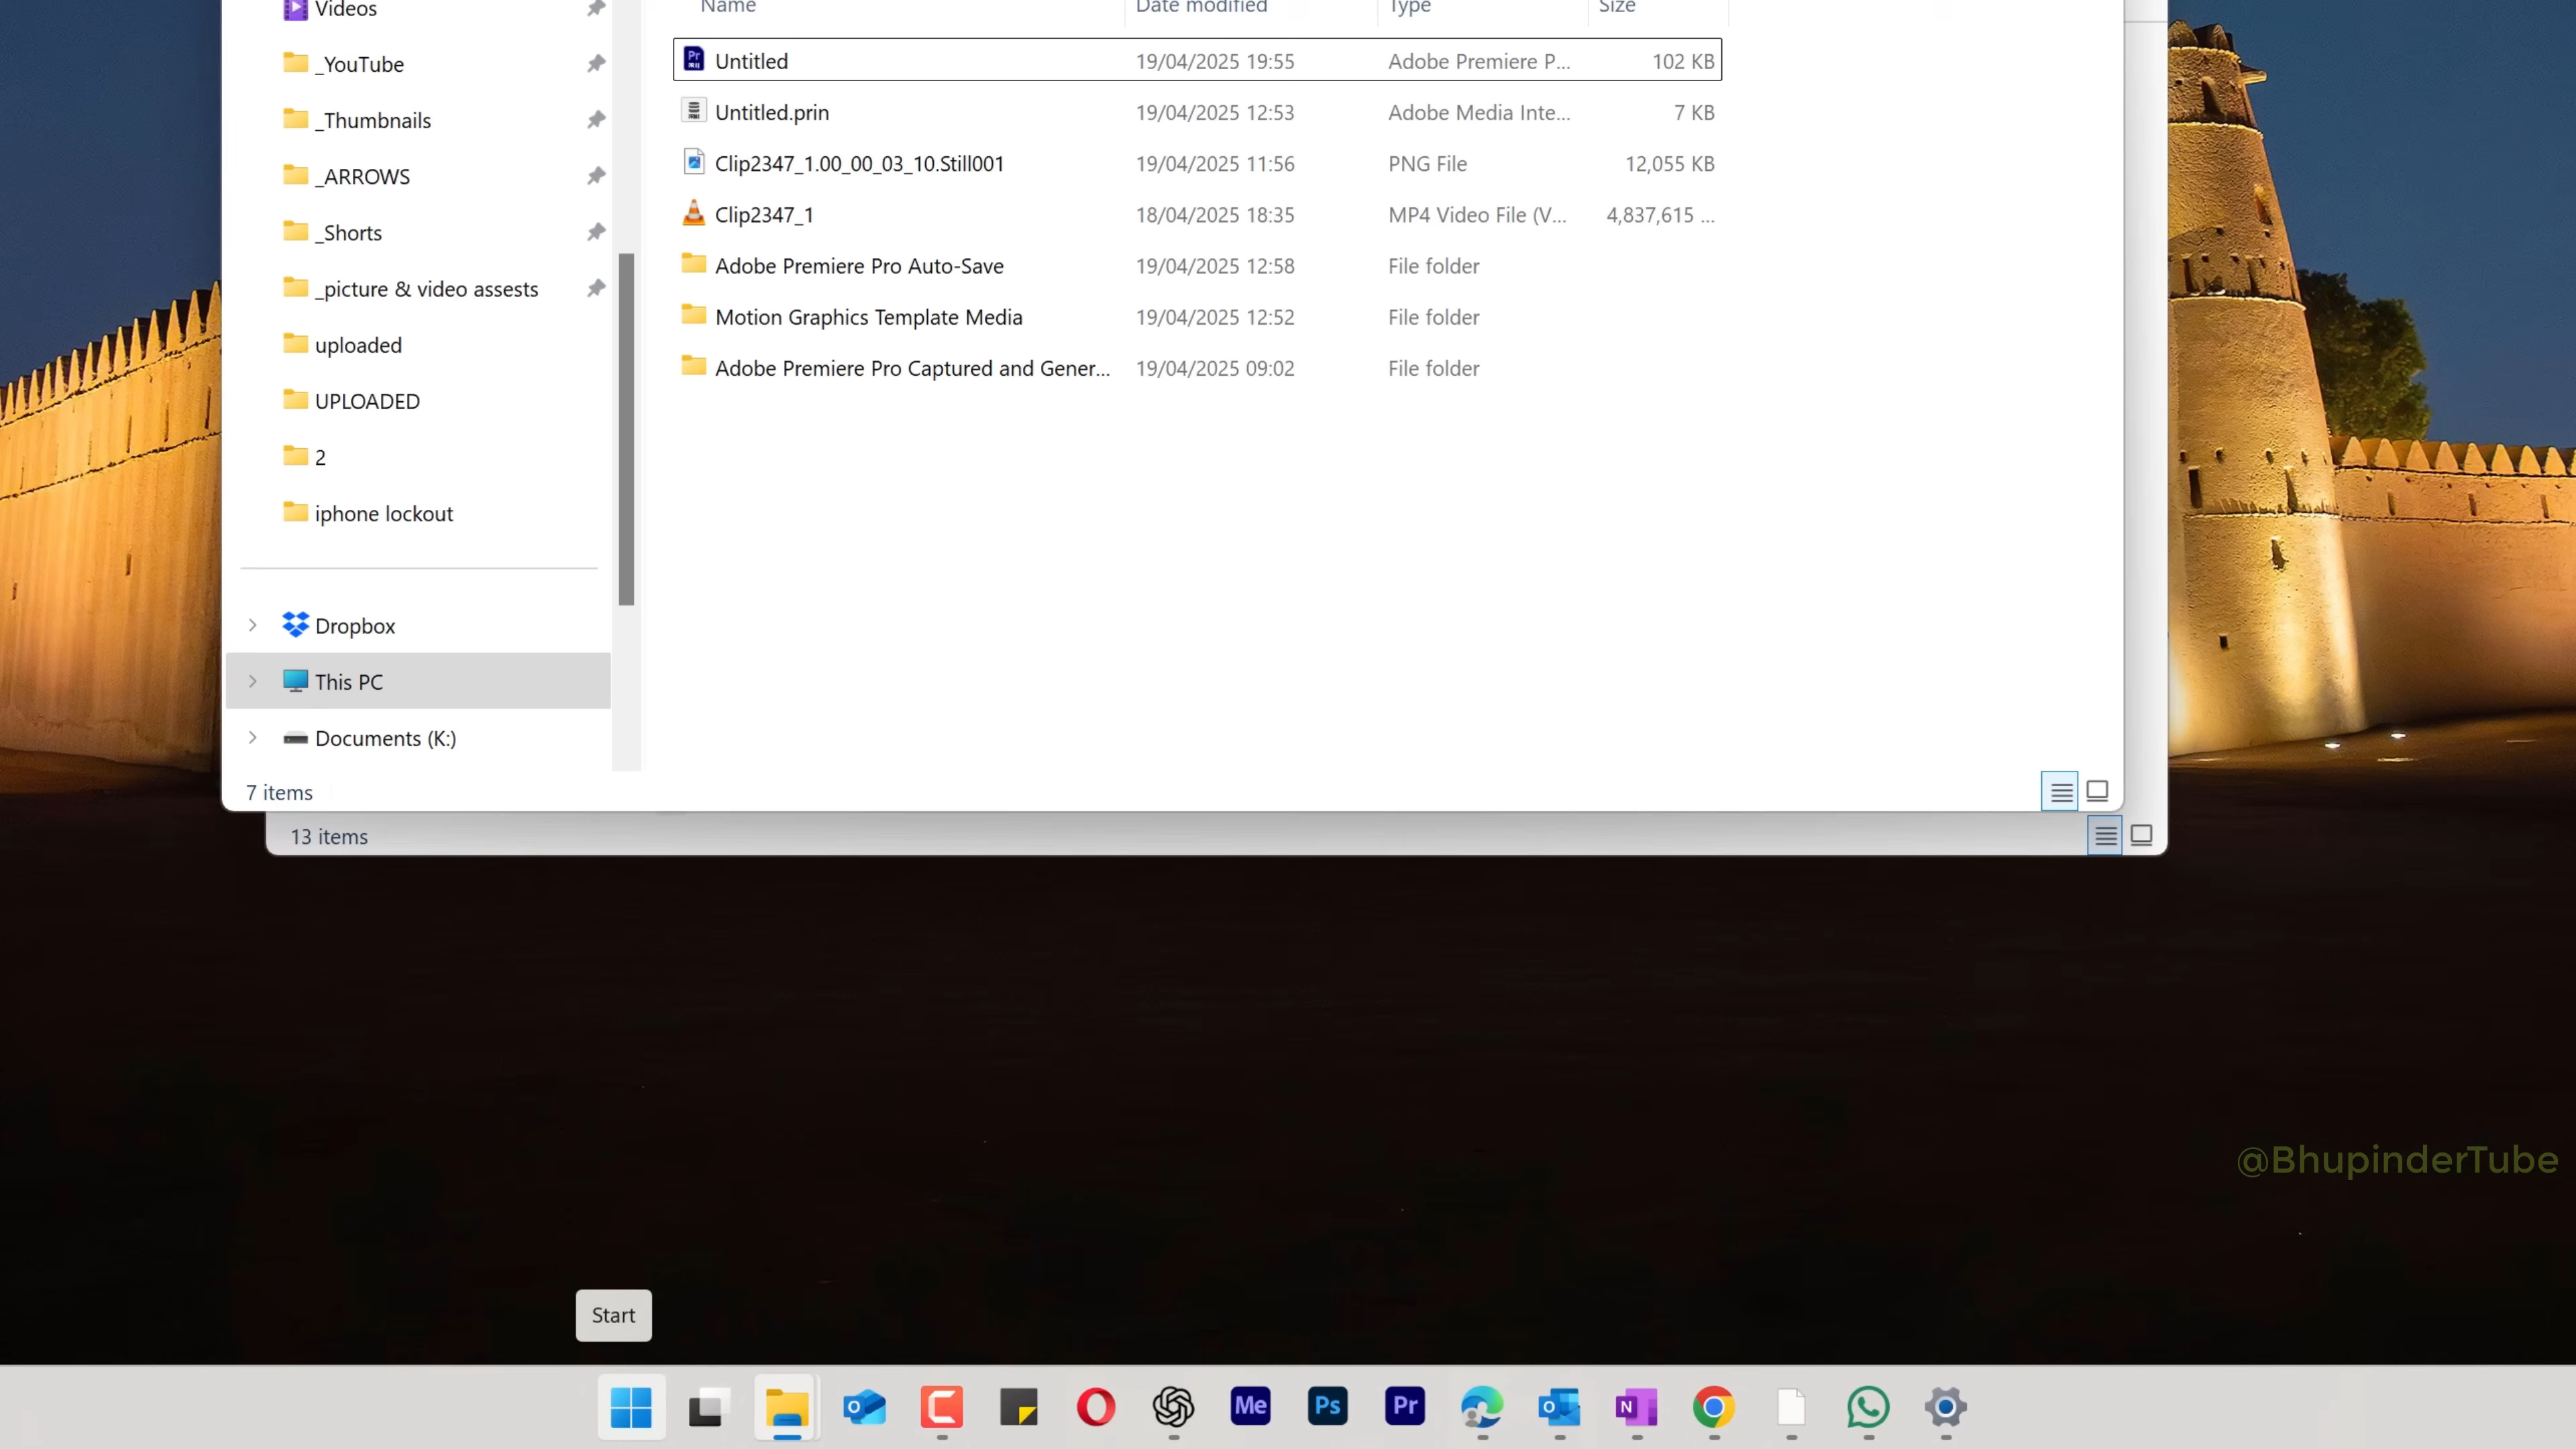 Name Date modified Type Size
Videos
_YouTube
_Thumbnails
_ARROWS
_Shorts
_picture & video assests
uploaded
UPLOADED
2
iphone lockout
Dropbox
This PC
Documents (K:)
Untitled 19/04/2025 19:55 Adobe Premiere P... 102 KB
Untitled.prin 19/04/2025 12:53 Adobe Media Inte... 7 KB
Clip2347_1.00_00_03_10.Still001 19/04/2025 11:56 PNG File 12,055 KB
Clip2347_1 18/04/2025 18:35 MP4 Video File (V... 4,837,615 ...
Adobe Premiere Pro Auto-Save 19/04/2025 12:58 File folder
Motion Graphics Template Media 19/04/2025 12:52 File folder
Adobe Premiere Pro Captured and Gener... 19/04/2025 09:02 File folder
7 items
13 items
@BhupinderTube
Start
O Me Ps Pr O N